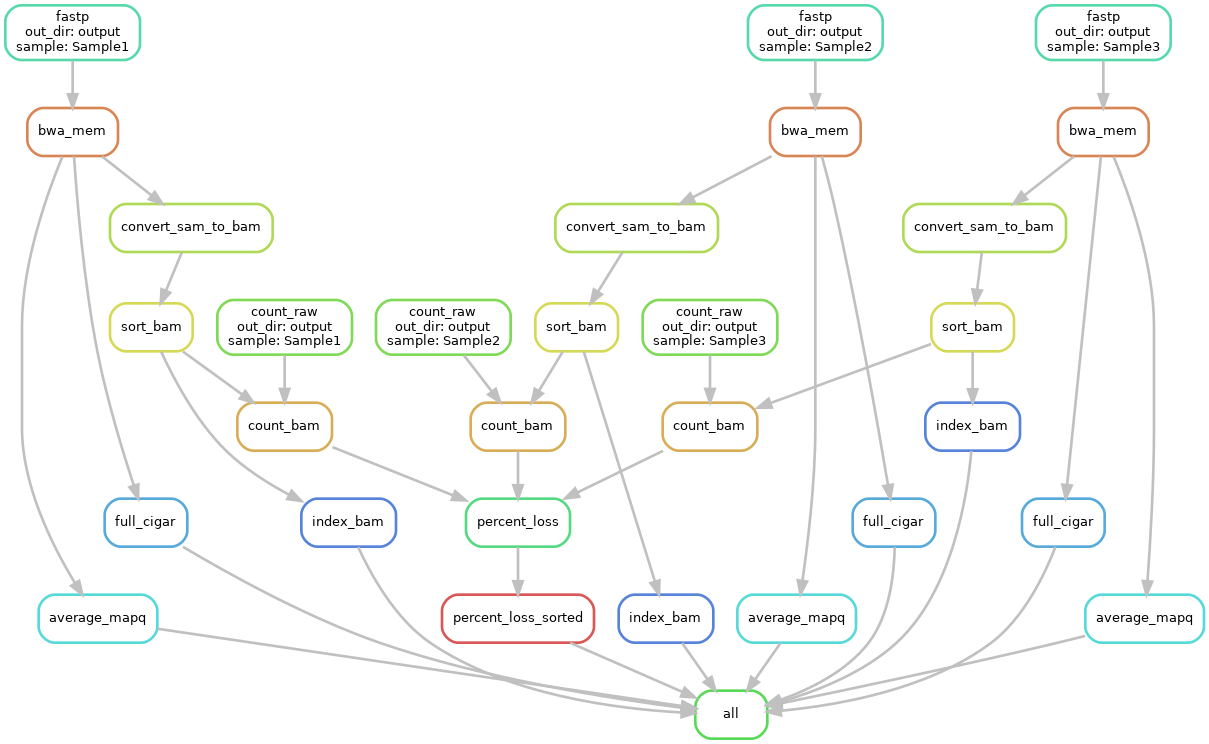 fastp
out_dir: output
sample: Sample1
fastp
out_dir: output
sample: Sample2
fastp
out_dir: output
sample: Sample3
bwa_mem
bwa_mem
bwa_mem
convert_sam_to_bam
convert_sam_to_bam
convert_sam_to_bam
sort_bam
count_raw
out_dir: output
sample: Sample1
count_raw
out_dir: output
sample: Sample2
sort_bam
count_raw
out_dir: output
sample: Sample3
sort_bam
count_bam
count_bam
count_bam
index_bam
full_cigar
index_bam
percent_loss
full_cigar
full_cigar
average_mapq
percent_loss_sorted
index_bam
average_mapq
average_mapq
all